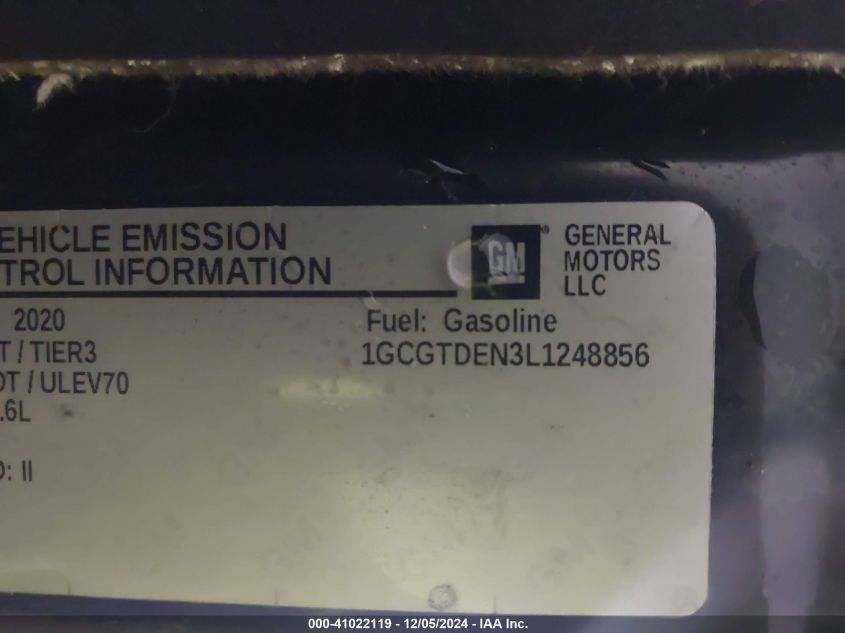 EHICLE EMISSION
TROL INFORMATION
GM
GENERAL
MOTORS
LLC
2020
T / TIER3
OT / ULEV70
.6L
D: II
Fuel: Gasoline
1GCGTDEN3L1248856
000-41022119 - 12/05/2024 - IAA Inc.